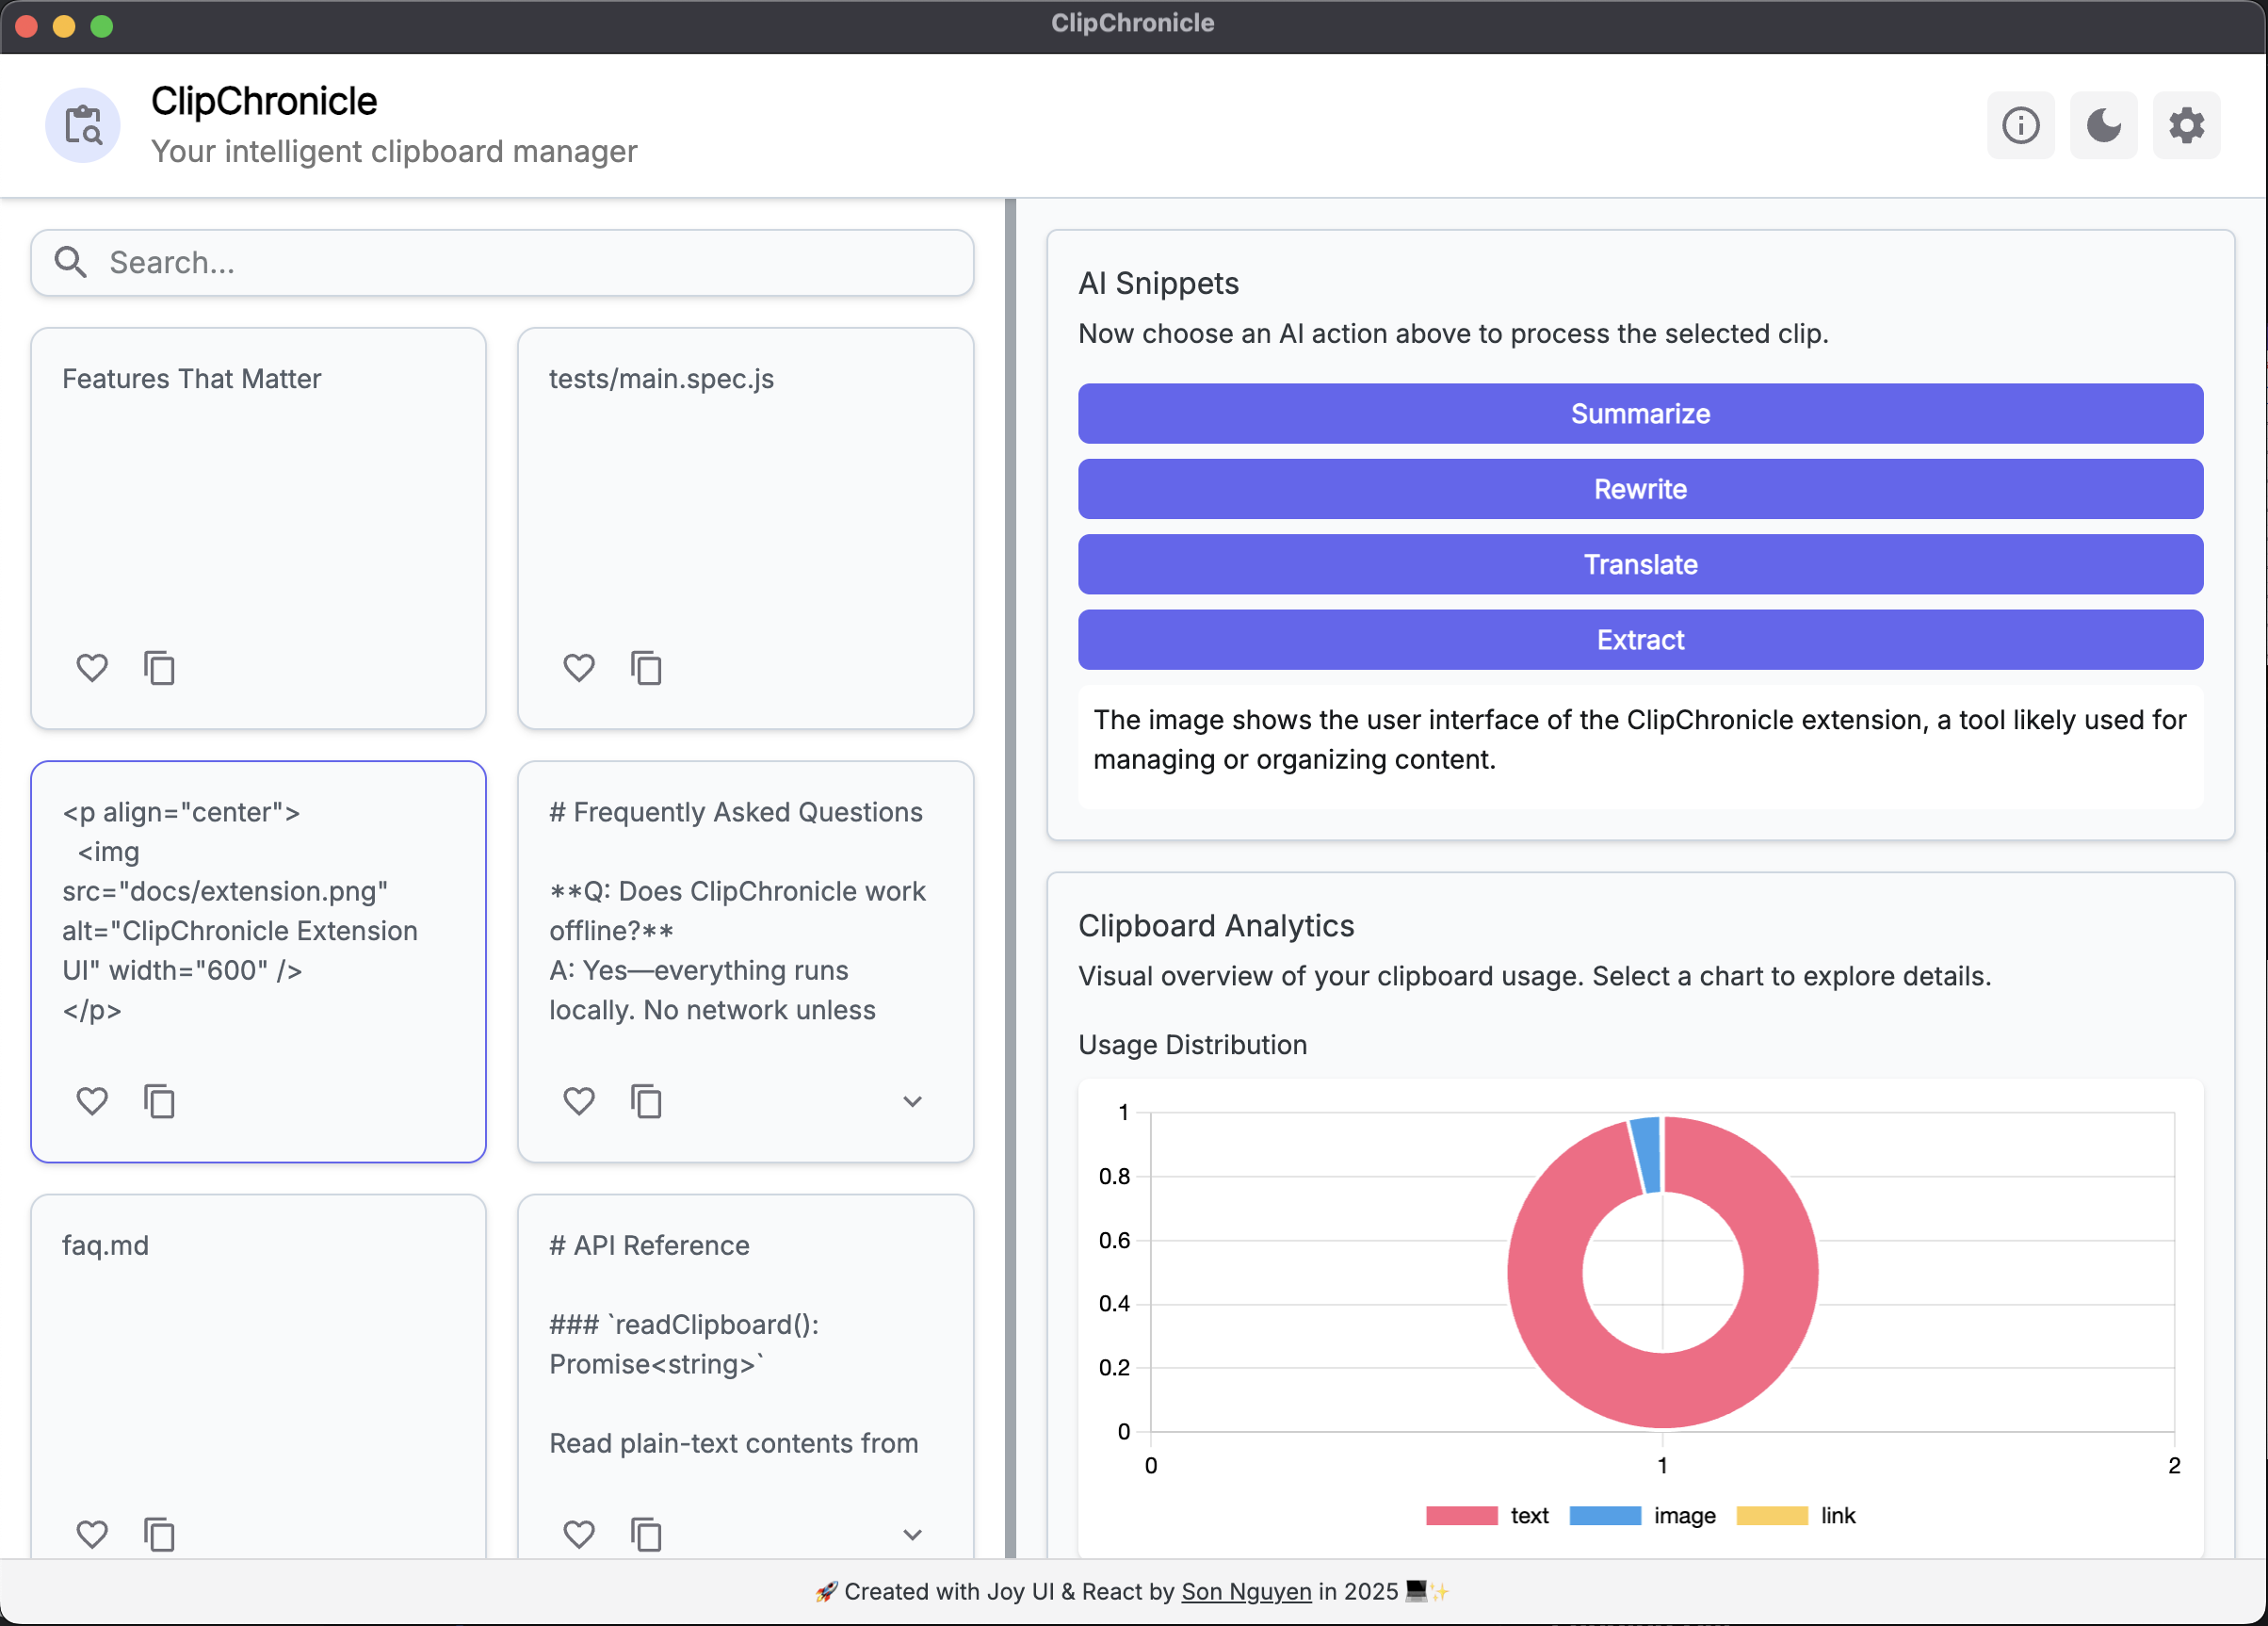 ClipChronicle
ClipChronicle
Your intelligent clipboard manager
Search...
Features That Matter
tests/main.spec.js
<p align="center">
  <img
src="docs/extension.png"
alt="ClipChronicle Extension
UI" width="600" />
</p>
# Frequently Asked Questions
**Q: Does ClipChronicle work
offline?**
A: Yes—everything runs
locally. No network unless
faq.md
# API Reference
### `readClipboard():
Promise<string>`
Read plain-text contents from
AI Snippets
Now choose an AI action above to process the selected clip.
Summarize
Rewrite
Translate
Extract
The image shows the user interface of the ClipChronicle extension, a tool likely used for
managing or organizing content.
Clipboard Analytics
Visual overview of your clipboard usage. Select a chart to explore details.
Usage Distribution
1
0.8
0.6
0.4
0.2
0
0 1 2
text image link
🚀 Created with Joy UI & React by Son Nguyen in 2025 💻✨